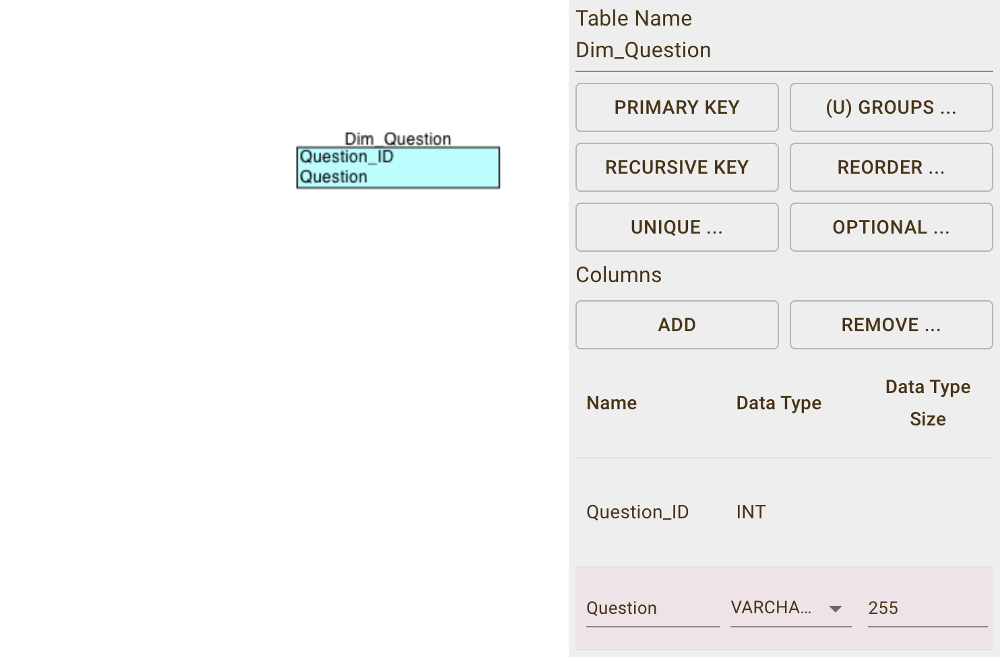 Dim_Question
Question_ID
Question
Table Name
Dim_Question
PRIMARY KEY
(U) GROUPS ...
RECURSIVE KEY
REORDER ...
UNIQUE ...
OPTIONAL ...
Columns
ADD
REMOVE ...
Name
Data Type
Data Type
Size
Question_ID
INT
Question
VARCHA...
255